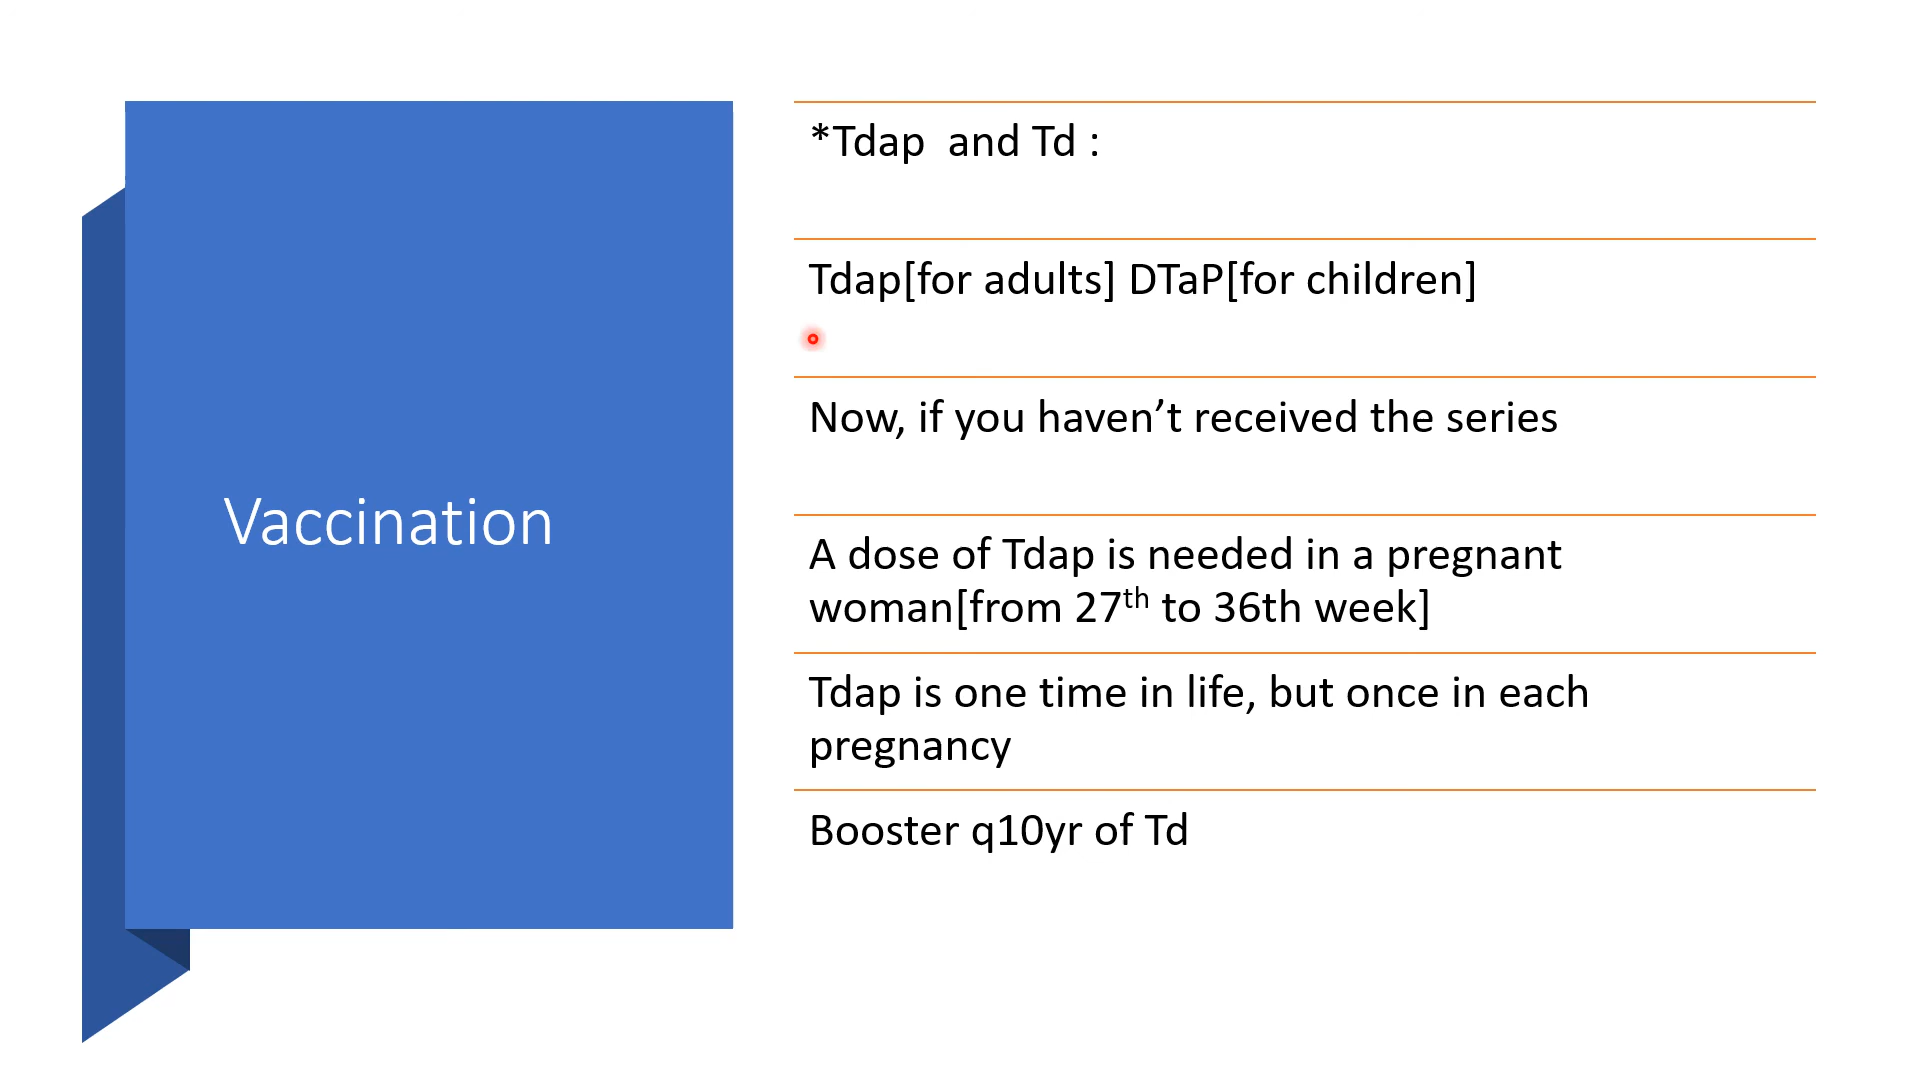 Vaccination
*Tdap  and Td :
Tdap[for adults] DTaP[for children]
Now, if you haven’t received the series
A dose of Tdap is needed in a pregnant
woman[from 27th to 36th week]
Tdap is one time in life, but once in each
pregnancy
Booster q10yr of Td